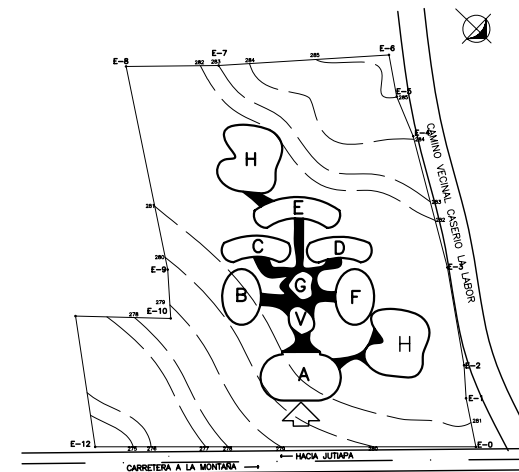 E-6
E-7
285
E-8
282
283
284
E-5
285
E-4
284
CAMINO VECINAL CASERIO LA LABOR
H
283
281
E
282
C
D
280
E-9
E-3
G
B
F
279
E-10
V
278
H
E-2
A
E-1
281
E-12
275
276
277
278
279
280
E-0
HACIA JUTIAPA
CARRETERA A LA MONTAÑA